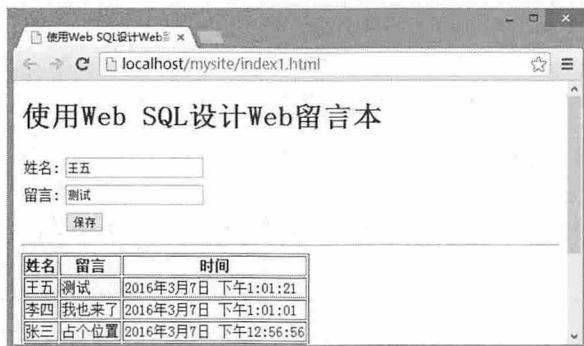 使用Web SQL设计Web
localhost/mysite/index1.html
使用Web SQL设计Web留言本
姓名: 王五
留言: 测试
保存
姓名 留言 时间
王五 测试 2016年3月7日 下午1:01:21
李四 我也来了 2016年3月7日 下午1:01:01
张三 占个位置 2016年3月7日 下午12:56:56